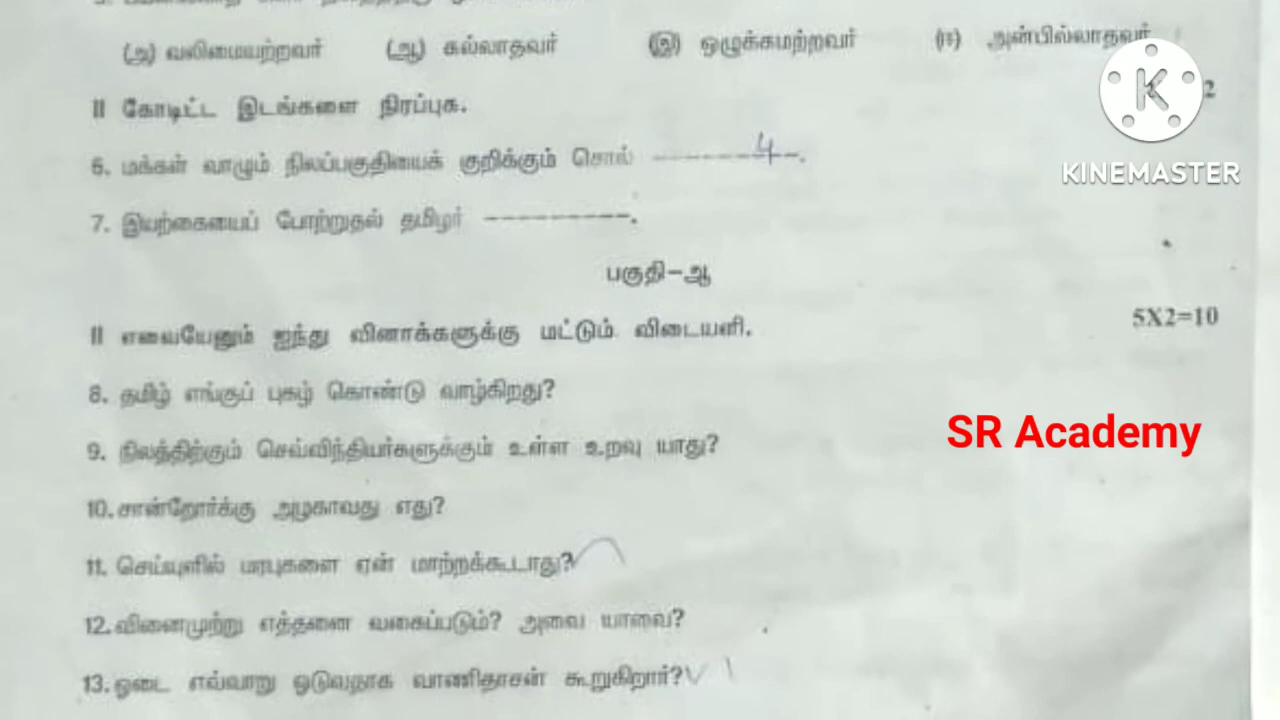 (அ) வலிமையற்றவர் (ஆ) கல்லாதவர் (இ) ஒழுக்கமற்றவர் (ஈ) அன்பில்லாதவர்
II கோடிட்ட இடங்களை நிரப்புக. 2
6. மக்கள் வாழும் நிலப்பகுதியைக் குறிக்கும் சொல் ----------.
7. இயற்கையைப் போற்றுதல் தமிழர் ----------.
பகுதி-ஆ
II எவையேனும் ஐந்து வினாக்களுக்கு மட்டும் விடையளி. 5X2=10
8. தமிழ் எங்குப் புகழ் கொண்டு வாழ்கிறது?
9. நிலத்திற்கும் செவ்விந்தியர்களுக்கும் உள்ள உறவு யாது?
10. சான்றோர்க்கு அழகாவது எது?
11. செய்யுளில் மரபுகளை ஏன் மாற்றக்கூடாது?
12. வினைமுற்று எத்தனை வகைப்படும்? அவை யாவை?
13. ஓடை எவ்வாறு ஓடுவதாக வாணிதாசன் கூறுகிறார்?
KINEMASTER
SR Academy